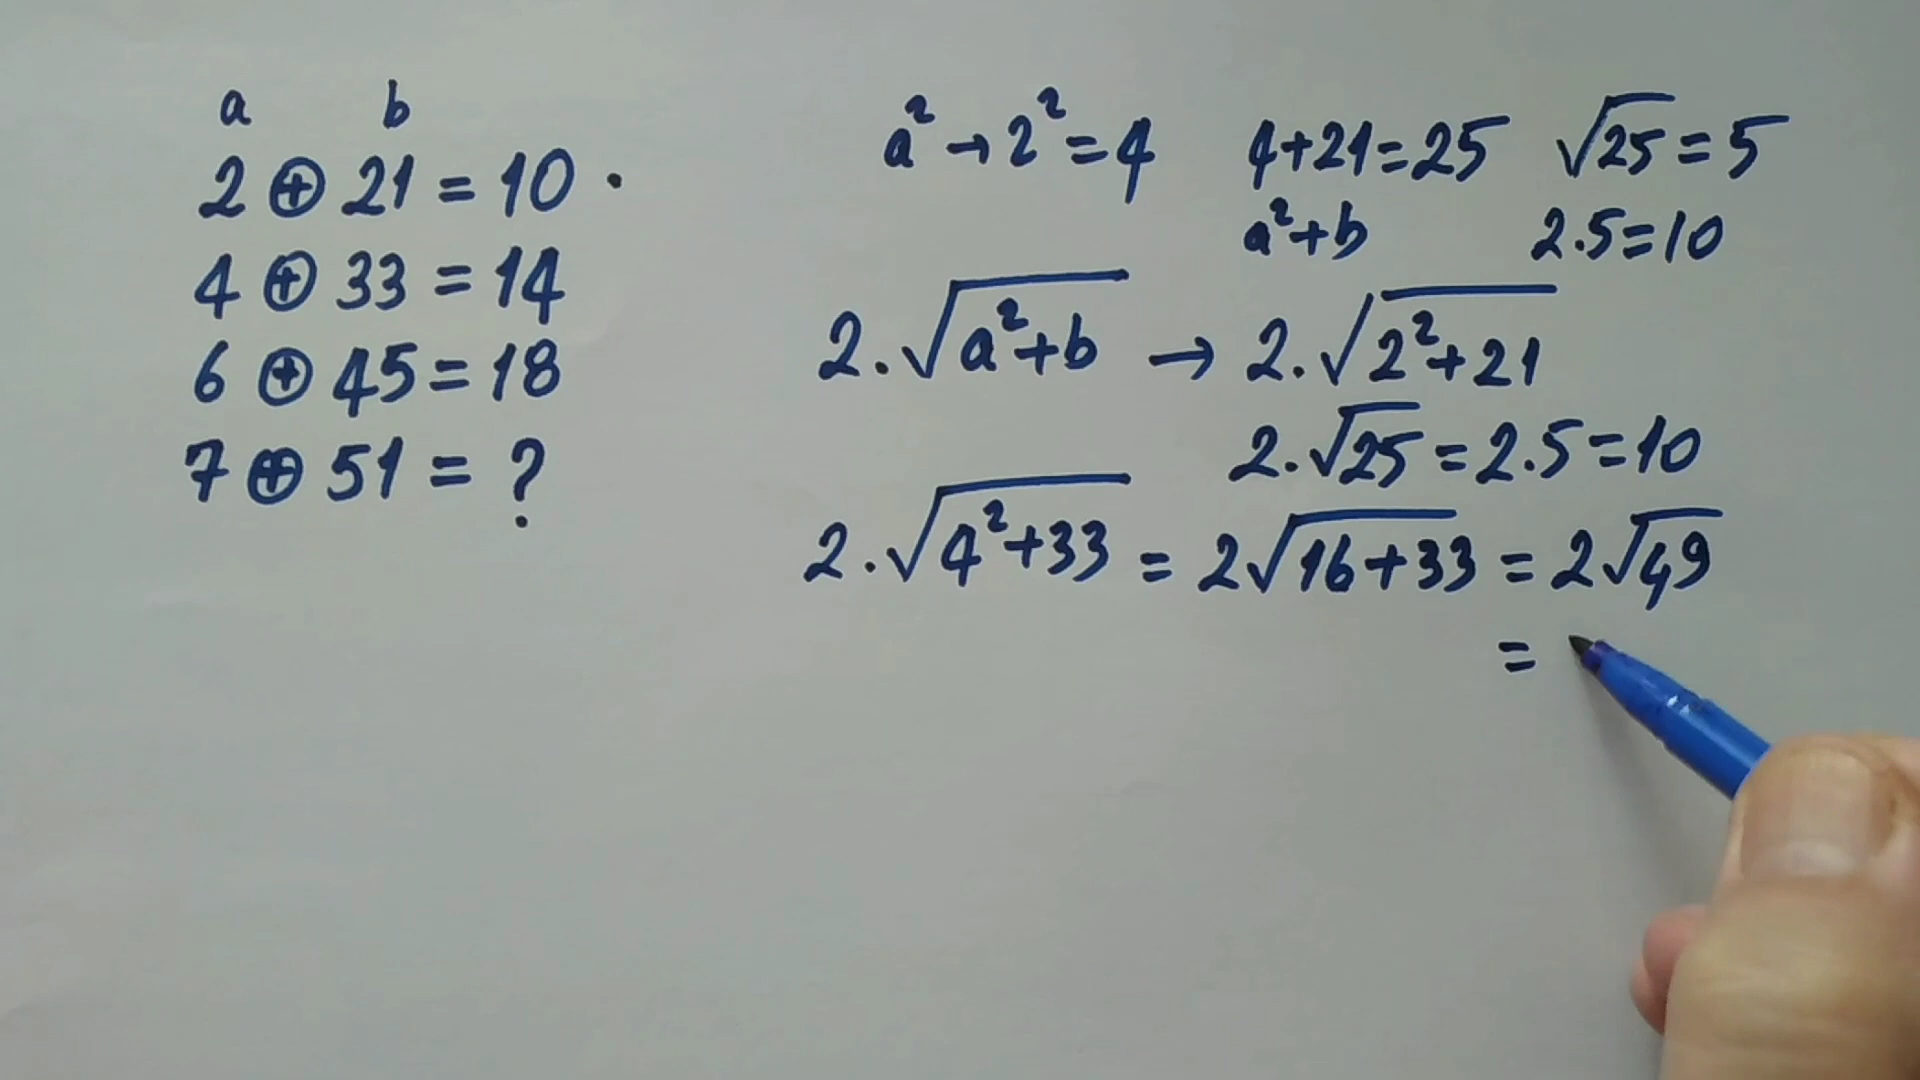 a b
2 ⊕ 21 = 10 .
4 ⊕ 33 = 14
6 ⊕ 45 = 18
7 ⊕ 51 = ?
a² → 2² = 4 4+21=25 √25 = 5
a²+b 2.5=10
2.√a²+b → 2.√2²+21
2.√25 = 2.5 = 10
2.√4²+33 = 2√16+33 = 2√49
=